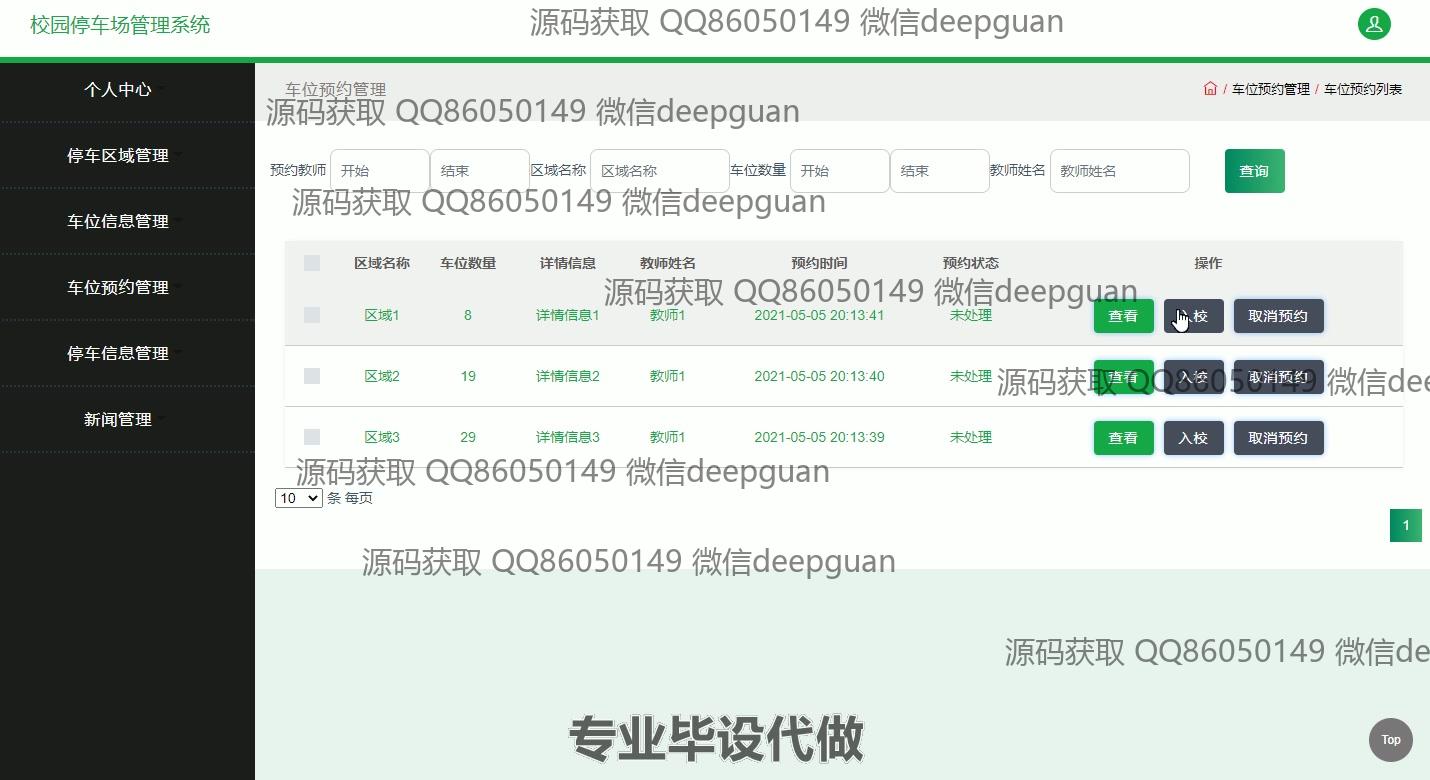 校园停车场管理系统
源码获取 QQ86050149 微信deepguan
个人中心
停车区域管理
车位信息管理
车位预约管理
停车信息管理
新闻管理
车位预约管理
/ 车位预约管理 / 车位预约列表
源码获取 QQ86050149 微信deepguan
预约教师 开始 结束 区域名称 区域名称 车位数量 开始 结束 教师姓名 教师姓名 查询
源码获取 QQ86050149 微信deepguan
区域名称 车位数量 详情信息 教师姓名 预约时间 预约状态 操作
源码获取 QQ86050149 微信deepguan
区域1 8 详情信息1 教师1 2021-05-05 20:13:41 未处理 查看 入校 取消预约
区域2 19 详情信息2 教师1 2021-05-05 20:13:40 未处理 查看 入校 取消预约
源码获取 QQ86050149 微信dee
区域3 29 详情信息3 教师1 2021-05-05 20:13:39 未处理 查看 入校 取消预约
源码获取 QQ86050149 微信deepguan
10 条 每页
1
源码获取 QQ86050149 微信deepguan
源码获取 QQ86050149 微信de
专业毕设代做
Top